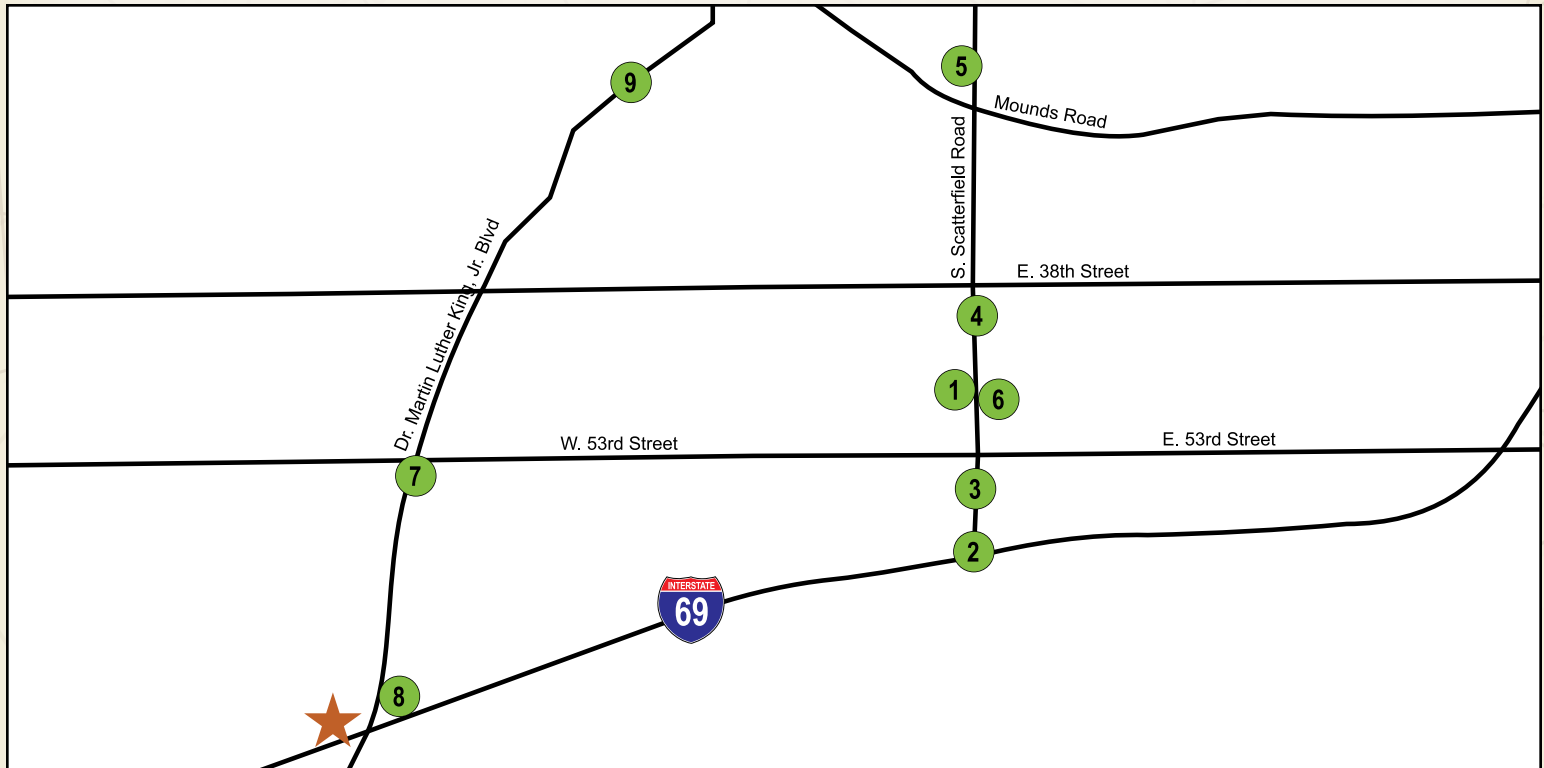 9
5
Mounds Road
S. Scatterfield Road
Dr. Martin Luther King, Jr. Blvd
E. 38th Street
4
1
6
W. 53rd Street
E. 53rd Street
7
3
2
INTERSTATE
69
8